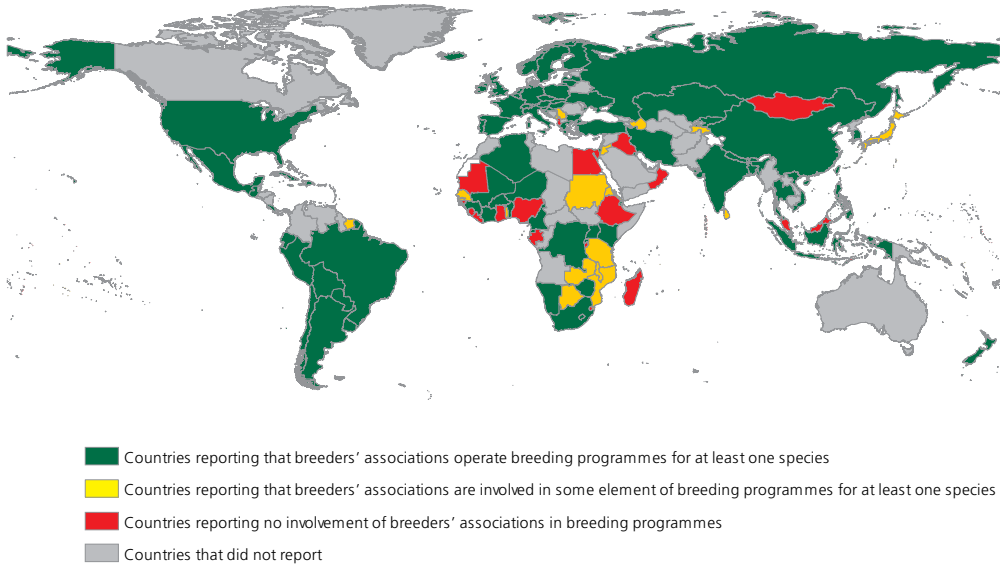 Countries reporting that breeders’ associations operate breeding programmes for at least one species
Countries reporting that breeders’ associations are involved in some element of breeding programmes for at least one species
Countries reporting no involvement of breeders’ associations in breeding programmes
Countries that did not report